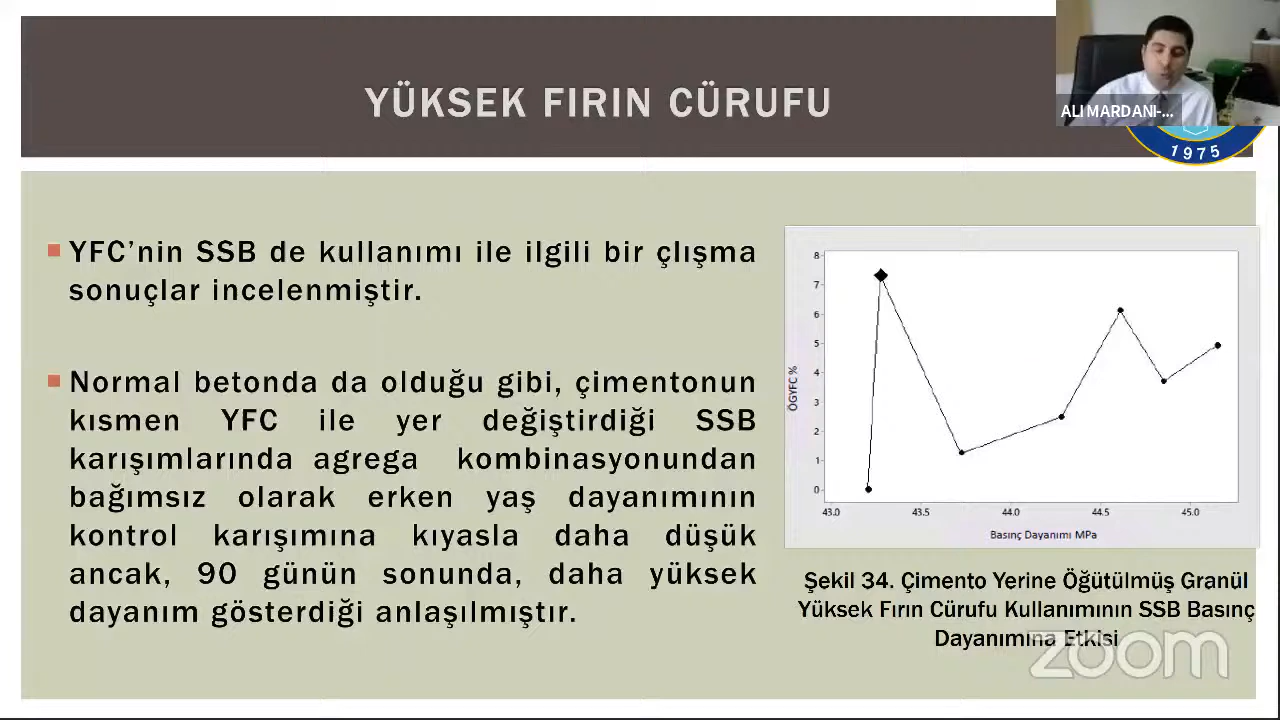 YÜKSEK FIRIN CÜRUFU
ALI MARDANI-...
1975
YFC’nin SSB de kullanımı ile ilgili bir çlışma
sonuçlar incelenmiştir.
Normal betonda da olduğu gibi, çimentonun
kısmen YFC ile yer değiştirdiği SSB
karışımlarında agrega kombinasyonundan
bağımsız olarak erken yaş dayanımının
kontrol karışımına kıyasla daha düşük
ancak, 90 günün sonunda, daha yüksek
dayanım gösterdiği anlaşılmıştır.
8
7
6
5
4
3
2
1
0
ÖGYFC %
43.0 43.5 44.0 44.5 45.0
Basınç Dayanımı MPa
Şekil 34. Çimento Yerine Öğütülmüş Granül
Yüksek Fırın Cürufu Kullanımının SSB Basınç
Dayanımına Etkisi
zoom